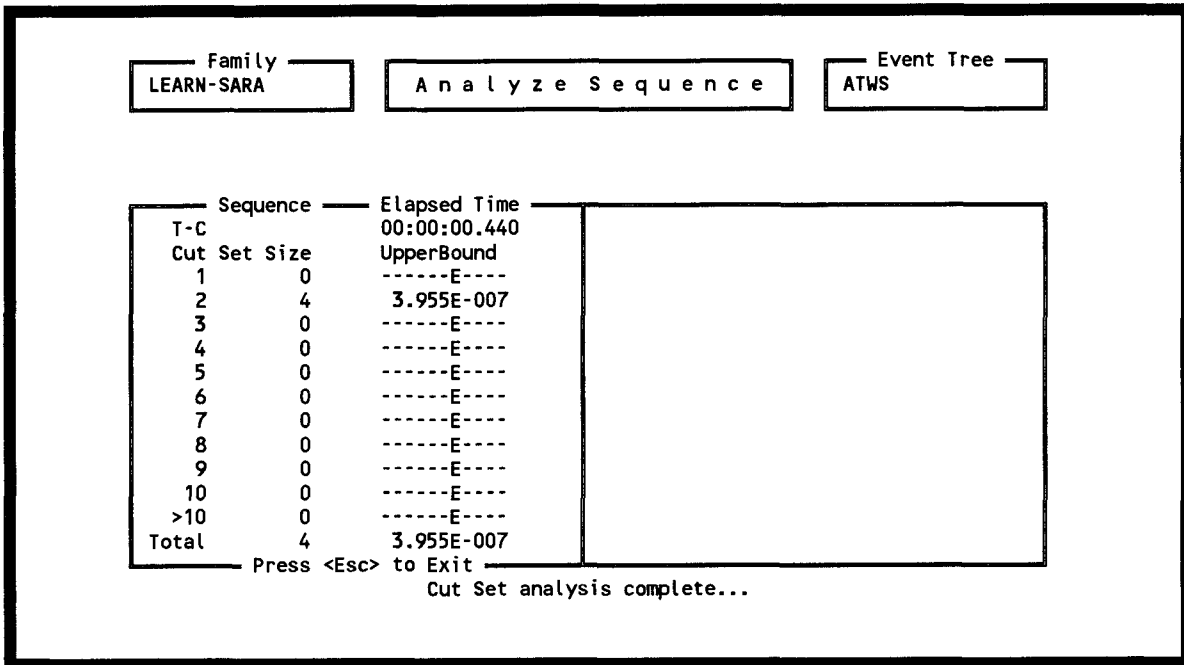 Family
LEARN-SARA
Analyze Sequence
Event Tree
ATWS
Sequence Elapsed Time
T-C 00:00:00.440
Cut Set Size UpperBound
1 0 ------E----
2 4 3.955E-007
3 0 ------E----
4 0 ------E----
5 0 ------E----
6 0 ------E----
7 0 ------E----
8 0 ------E----
9 0 ------E----
10 0 ------E----
>10 0 ------E----
Total 4 3.955E-007
Press <Esc> to Exit
Cut Set analysis complete...